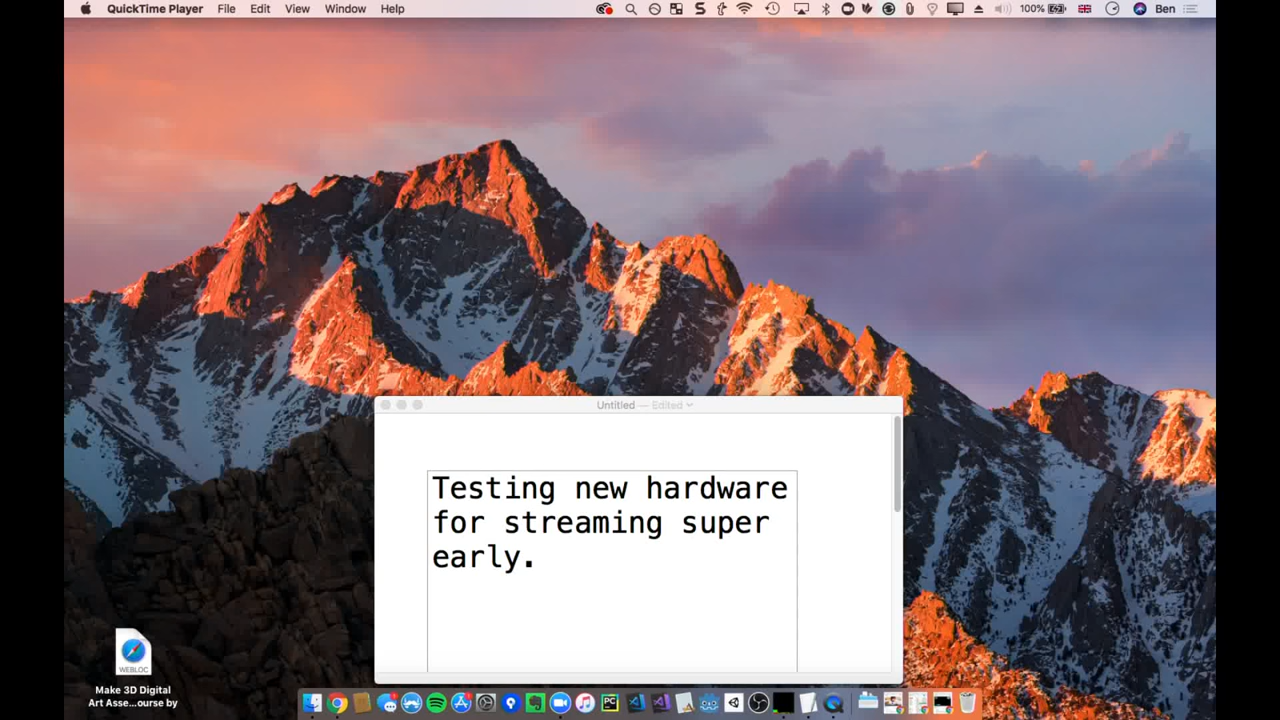 QuickTime Player File Edit View Window Help 100% Ben
Untitled — Edited
Testing new hardware
for streaming super
early.
WEBLOC
Make 3D Digital
Art Asse...ourse by